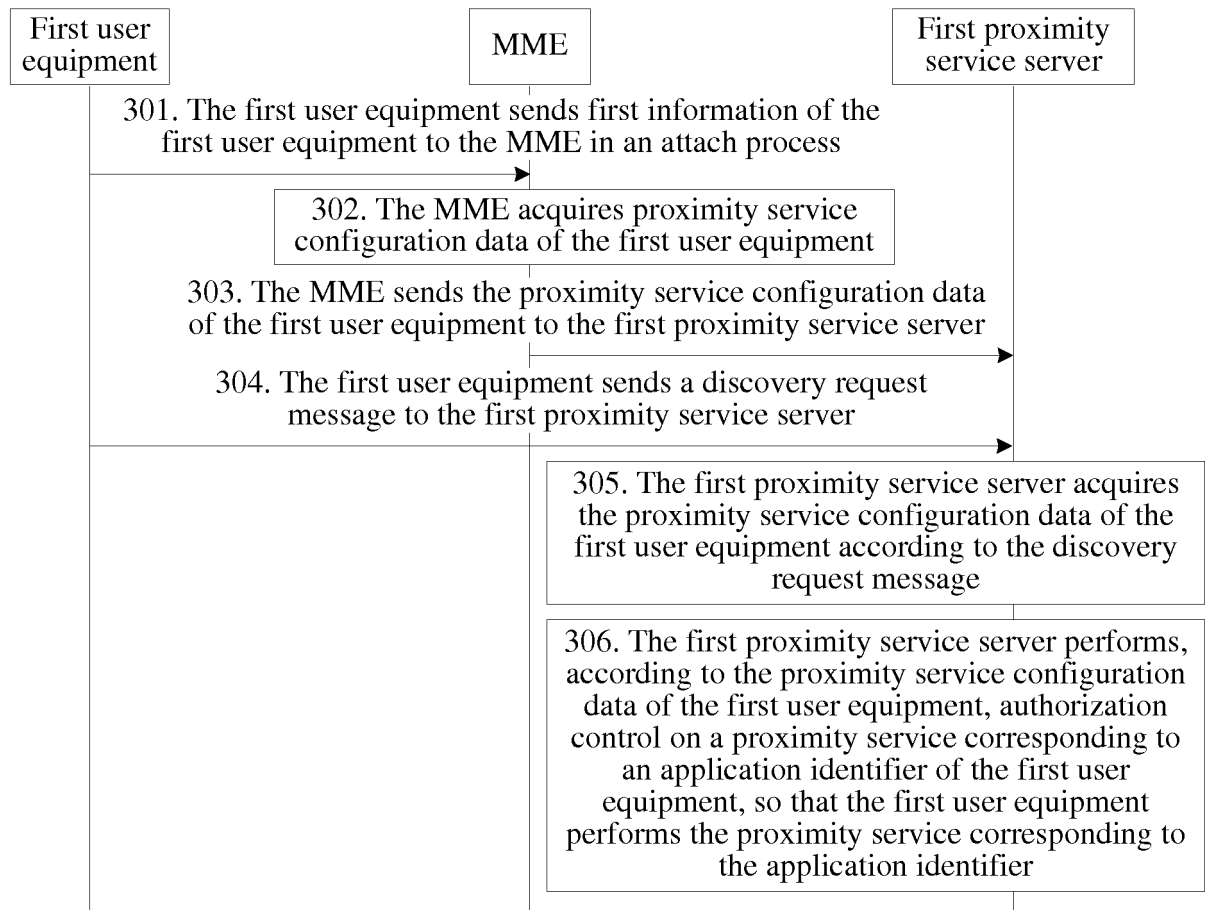 First user
equipment
MME
First proximity
service server
301. The first user equipment sends first information of the
first user equipment to the MME in an attach process
302. The MME acquires proximity service
configuration data of the first user equipment
303. The MME sends the proximity service configuration data
of the first user equipment to the first proximity service server
304. The first user equipment sends a discovery request
message to the first proximity service server
305. The first proximity service server acquires
the proximity service configuration data of the
first user equipment according to the discovery
request message
306. The first proximity service server performs,
according to the proximity service configuration
data of the first user equipment, authorization
control on a proximity service corresponding to
an application identifier of the first user
equipment, so that the first user equipment
performs the proximity service corresponding to
the application identifier